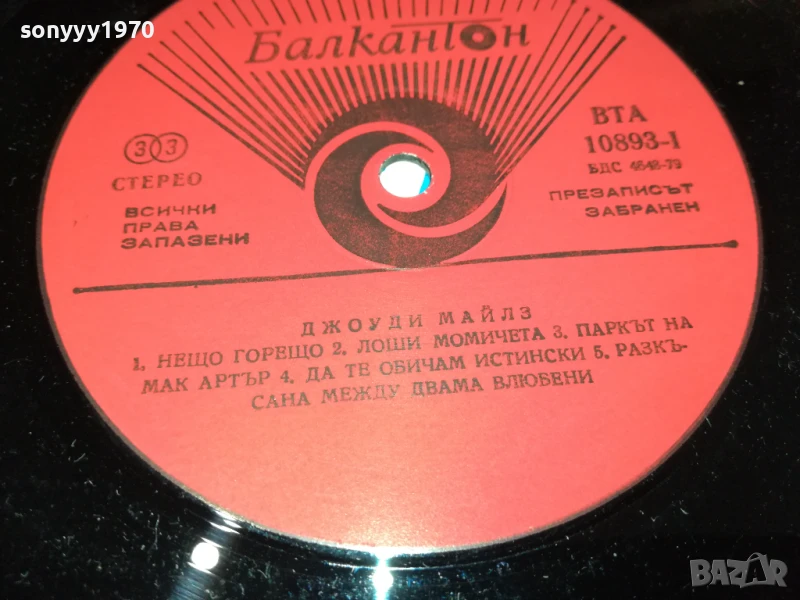 sonyyy1970
Балкантон
33
СТЕРЕО
ВСИЧКИ
ПРАВА
ЗАПАЗЕНИ
ВТА
10893-1
БДС 4648-79
ПРЕЗАПИСЪТ
ЗАБРАНЕН
ДЖОУДИ МАЙЛЗ
1. НЕЩО ГОРЕЩО 2. ЛОШИ МОМИЧЕТА 3. ПАРКЪТ НА
МАК АРТЪР 4. ДА ТЕ ОБИЧАМ ИСТИНСКИ 5. РАЗКЪ-
САНА МЕЖДУ ДВАМА ВЛЮБЕНИ
BAZAR